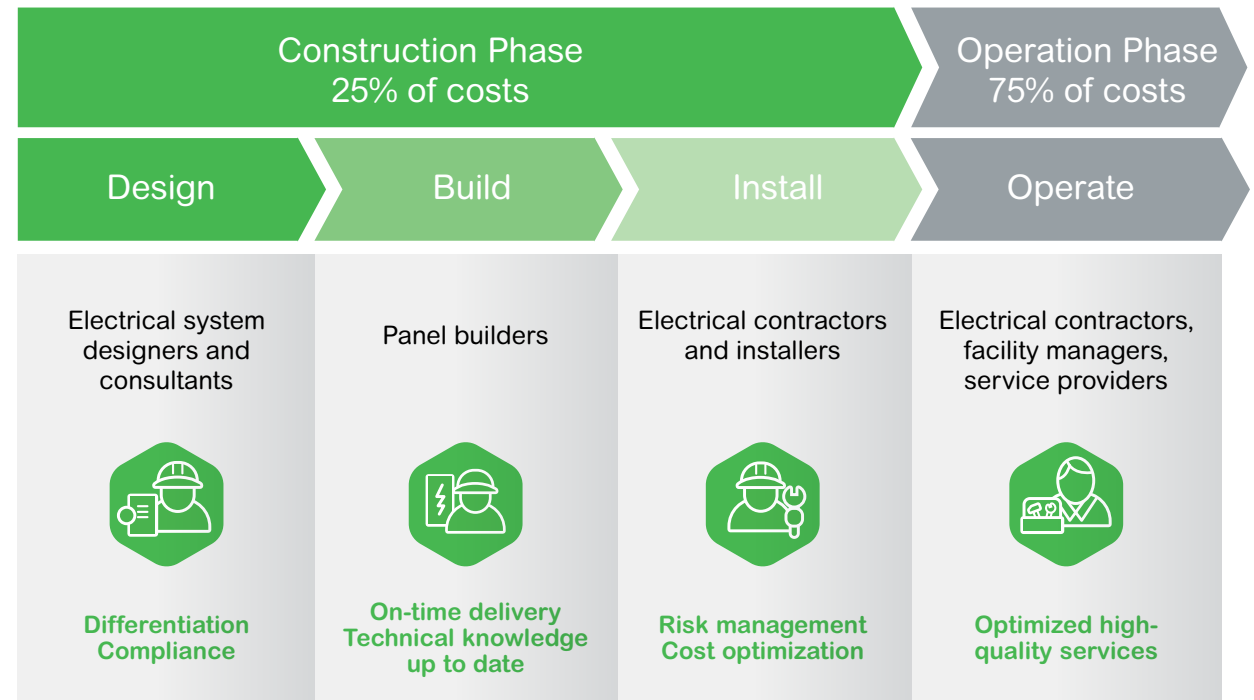 Construction Phase
25% of costs
Operation Phase
75% of costs
Design
Build
Install
Operate
Electrical system
designers and
consultants
Panel builders
Electrical contractors
and installers
Electrical contractors,
facility managers,
service providers
Differentiation
Compliance
On-time delivery
Technical knowledge
up to date
Risk management
Cost optimization
Optimized high-
quality services